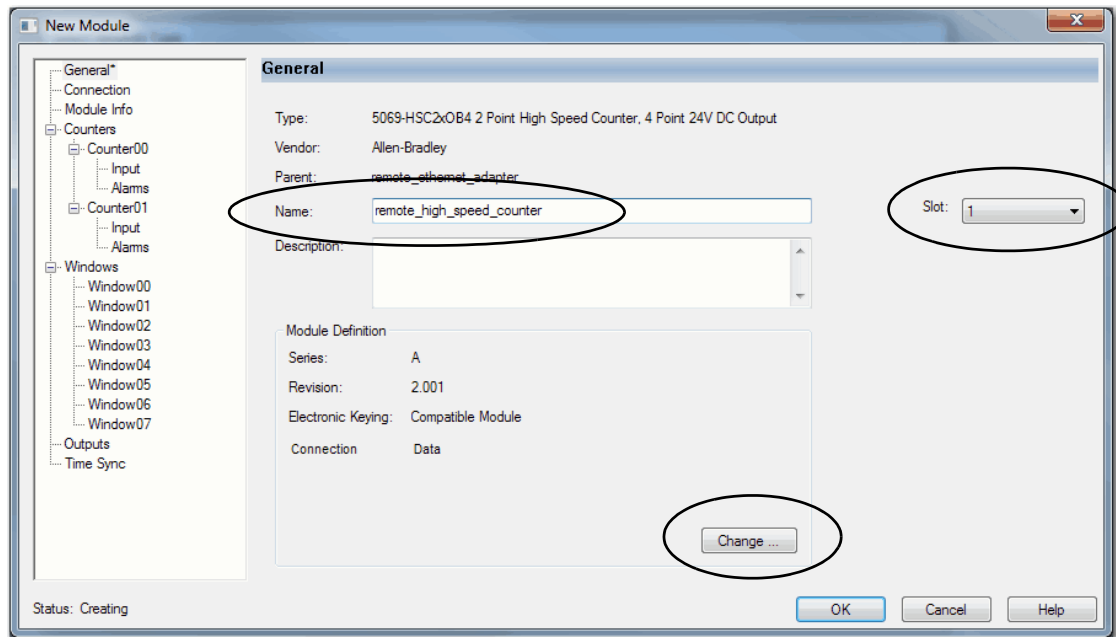 New Module
General*
Connection
Module Info
Counters
Counter00
Input
Alarms
Counter01
Input
Alarms
Windows
Window00
Window01
Window02
Window03
Window04
Window05
Window06
Window07
Outputs
Time Sync
General
Type: 5069-HSC2xOB4 2 Point High Speed Counter, 4 Point 24V DC Output
Vendor: Allen-Bradley
Parent: remote_ethernet_adapter
Name: remote_high_speed_counter
Slot: 1
Description:
Module Definition
Series: A
Revision: 2.001
Electronic Keying: Compatible Module
Connection Data
Change ...
Status: Creating
OK Cancel Help